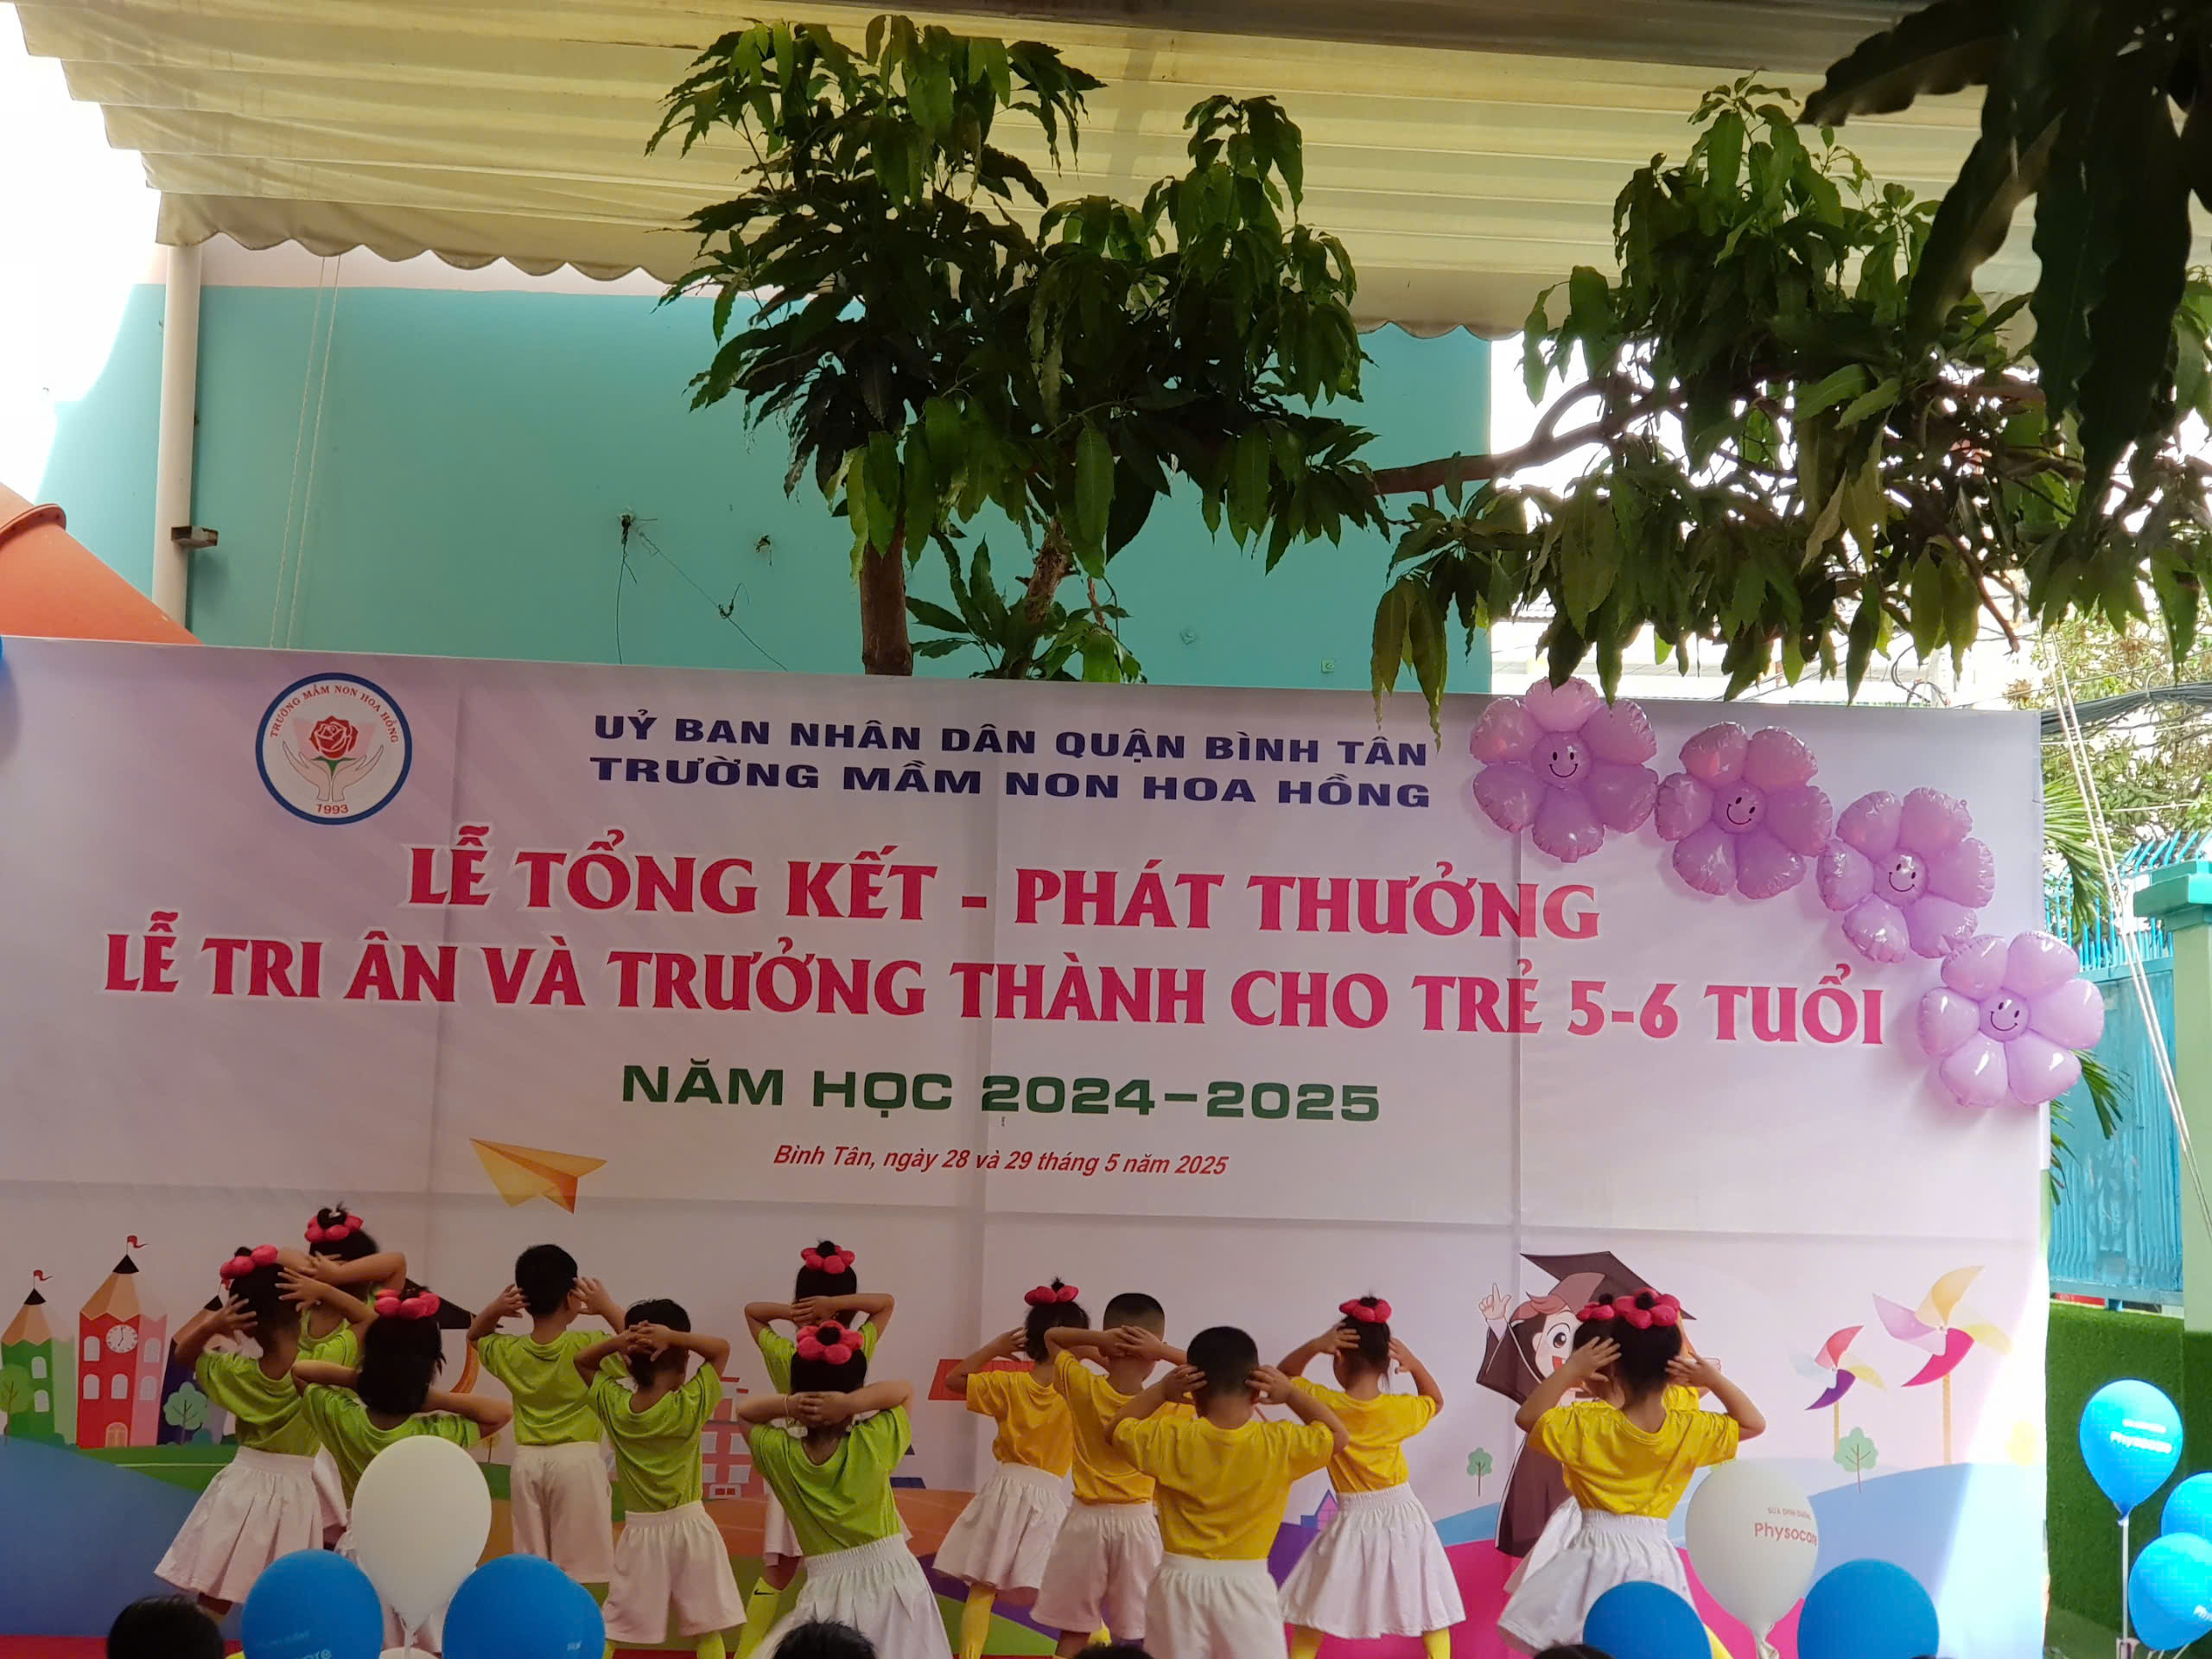 TRƯỜNG MẦM NON HOA HỒNG
1993
UỶ BAN NHÂN DÂN QUẬN BÌNH TÂN
TRƯỜNG MẦM NON HOA HỒNG
LỄ TỔNG KẾT - PHÁT THƯỞNG
LỄ TRI ÂN VÀ TRƯỞNG THÀNH CHO TRẺ 5-6 TUỔI
NĂM HỌC 2024-2025
Bình Tân, ngày 28 và 29 tháng 5 năm 2025
Physocare
Physocare